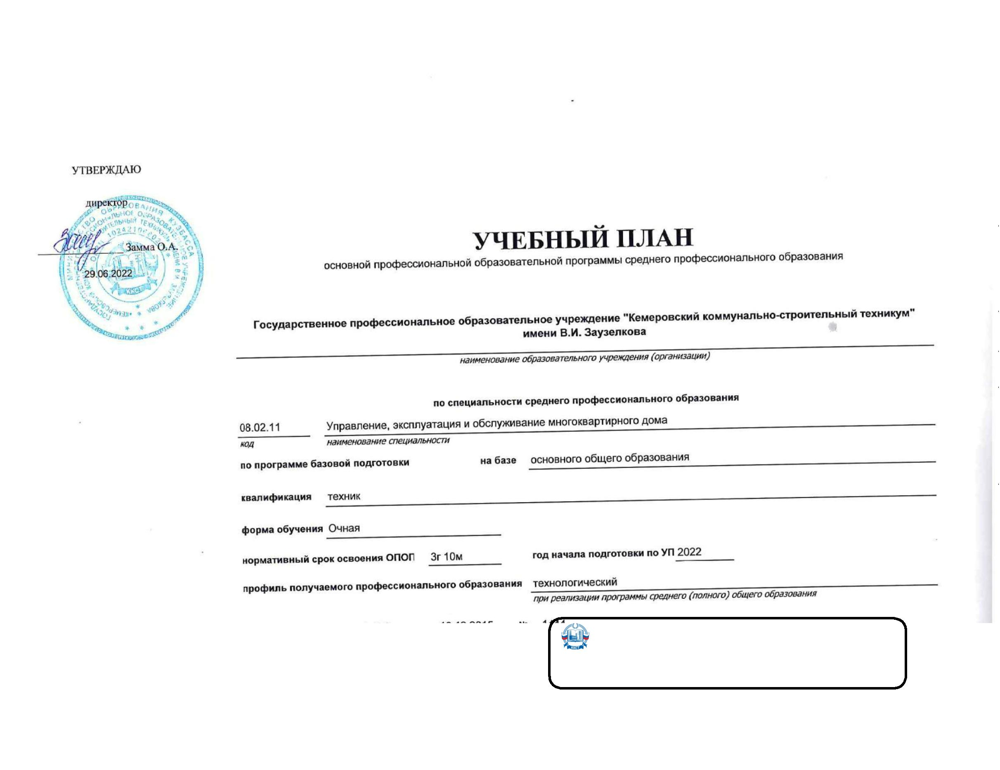 УТВЕРЖДАЮ
директор
Замма О.А.
29.06.2022
УЧЕБНЫЙ ПЛАН
основной профессиональной образовательной программы среднего профессионального образования
Государственное профессиональное образовательное учреждение "Кемеровский коммунально-строительный техникум"
имени В.И. Заузелкова
наименование образовательного учреждения (организации)
по специальности среднего профессионального образования
08.02.11 Управление, эксплуатация и обслуживание многоквартирного дома
код наименование специальности
по программе базовой подготовки на базе основного общего образования
квалификация техник
форма обучения Очная
нормативный срок освоения ОПОП 3г 10м год начала подготовки по УП 2022
профиль получаемого профессионального образования технологический
при реализации программы среднего (полного) общего образования
ККСТ